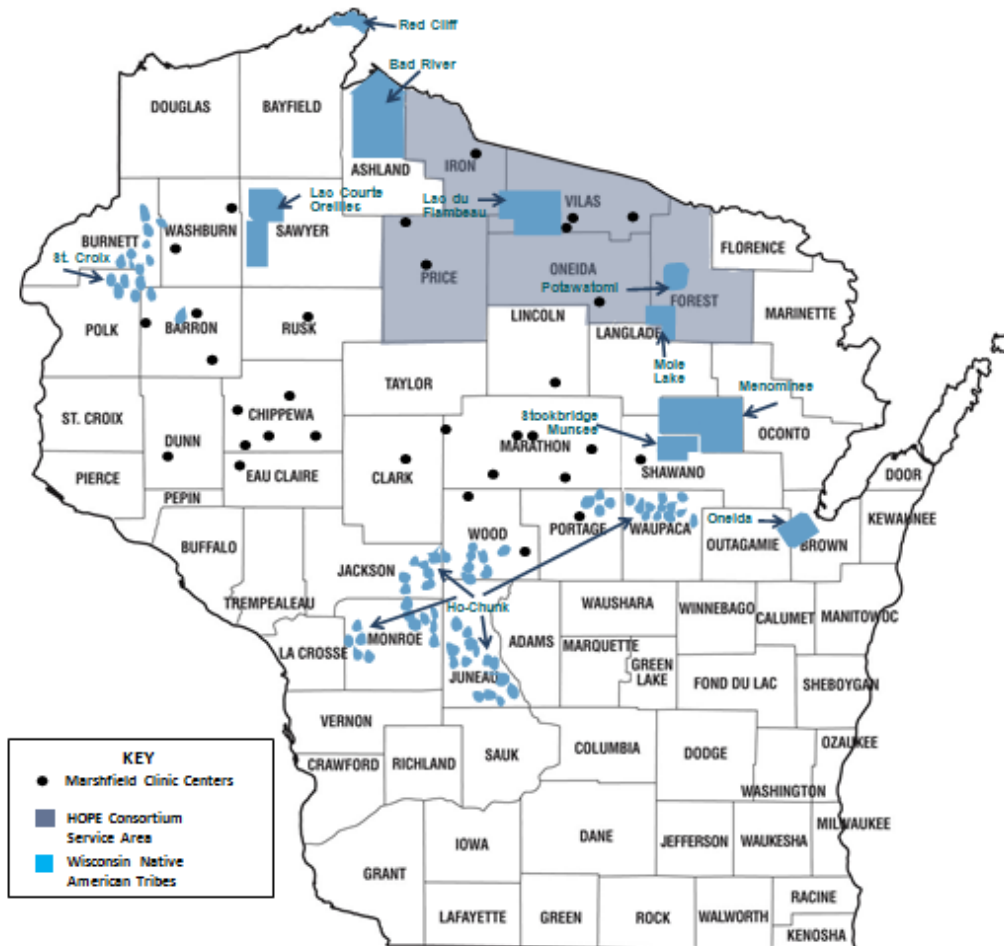 Red Cliff
Bad River
DOUGLAS
BAYFIELD
ASHLAND
IRON
Lac Courte
Oreilles
Lac du
Flambeau
VILAS
WASHBURN
SAWYER
BURNETT
FLORENCE
St. Croix
PRICE
ONEIDA
Potawatomi
FOREST
POLK
BARRON
RUSK
LINCOLN
LANGLADE
MARINETTE
Mole
Lake
TAYLOR
Menominee
ST. CROIX
CHIPPEWA
Stockbridge
Munsee
DUNN
MARATHON
OCONTO
PIERCE
EAU CLAIRE
CLARK
SHAWANO
DOOR
PEPIN
BUFFALO
WOOD
PORTAGE
WAUPACA
Oneida
OUTAGAMIE
BROWN
KEWAUNEE
JACKSON
TREMPEALEAU
Ho-Chunk
WAUSHARA
WINNEBAGO
CALUMET
MANITOWOC
LA CROSSE
MONROE
ADAMS
MARQUETTE
GREEN
LAKE
JUNEAU
FOND DU LAC
SHEBOYGAN
VERNON
CRAWFORD
RICHLAND
SAUK
COLUMBIA
DODGE
OZAUKEE
WASHINGTON
KEY
Marshfield Clinic Centers
HOPE Consortium
Service Area
Wisconsin Native
American Tribes
IOWA
DANE
JEFFERSON
WAUKESHA
MILWAUKEE
GRANT
LAFAYETTE
GREEN
ROCK
WALWORTH
RACINE
KENOSHA